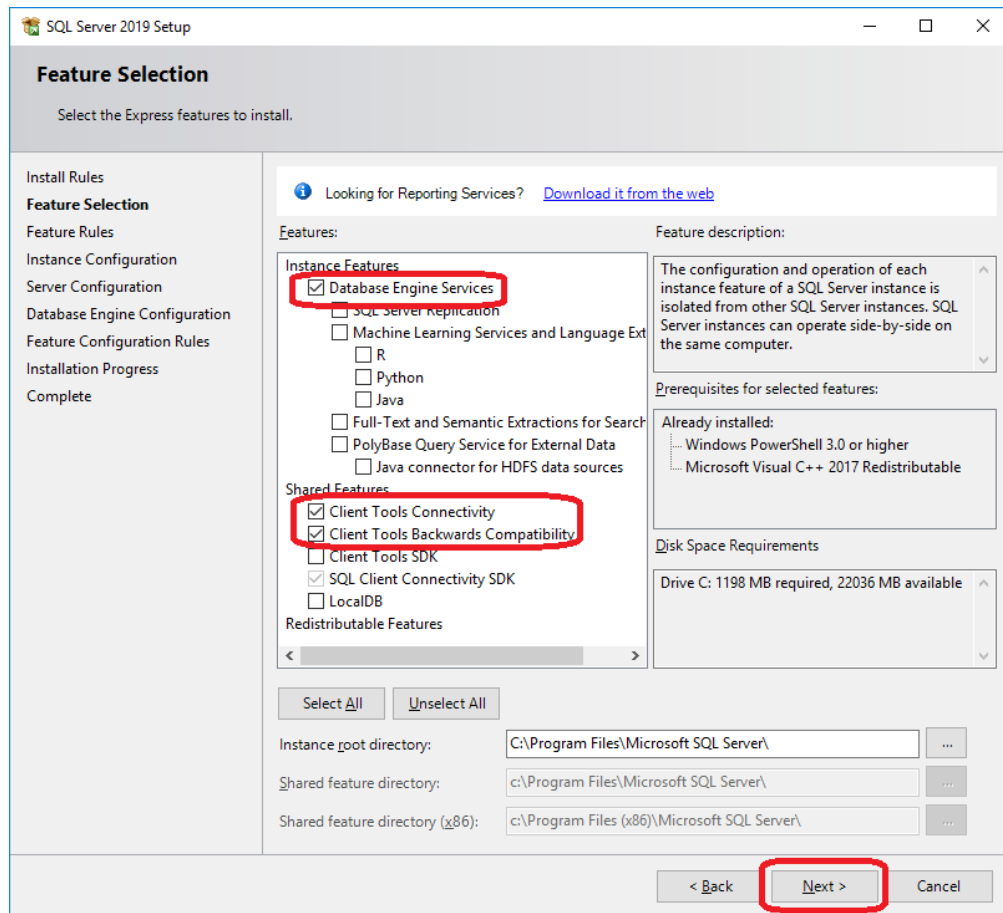 SQL Server 2019 Setup
Feature Selection
Select the Express features to install.
Install Rules
Feature Selection
Feature Rules
Instance Configuration
Server Configuration
Database Engine Configuration
Feature Configuration Rules
Installation Progress
Complete
Looking for Reporting Services? Download it from the web
Features:
Instance Features
Database Engine Services
SQL Server Replication
Machine Learning Services and Language Ext
R
Python
Java
Full-Text and Semantic Extractions for Search
PolyBase Query Service for External Data
Java connector for HDFS data sources
Shared Features
Client Tools Connectivity
Client Tools Backwards Compatibility
Client Tools SDK
SQL Client Connectivity SDK
LocalDB
Redistributable Features
Feature description:
The configuration and operation of each
instance feature of a SQL Server instance is
isolated from other SQL Server instances. SQL
Server instances can operate side-by-side on
the same computer.
Prerequisites for selected features:
Already installed:
Windows PowerShell 3.0 or higher
Microsoft Visual C++ 2017 Redistributable
Disk Space Requirements
Drive C: 1198 MB required, 22036 MB available
Select All
Unselect All
Instance root directory:
C:\Program Files\Microsoft SQL Server\
...
Shared feature directory:
c:\Program Files\Microsoft SQL Server\
...
Shared feature directory (x86):
c:\Program Files (x86)\Microsoft SQL Server\
...
< Back
Next >
Cancel